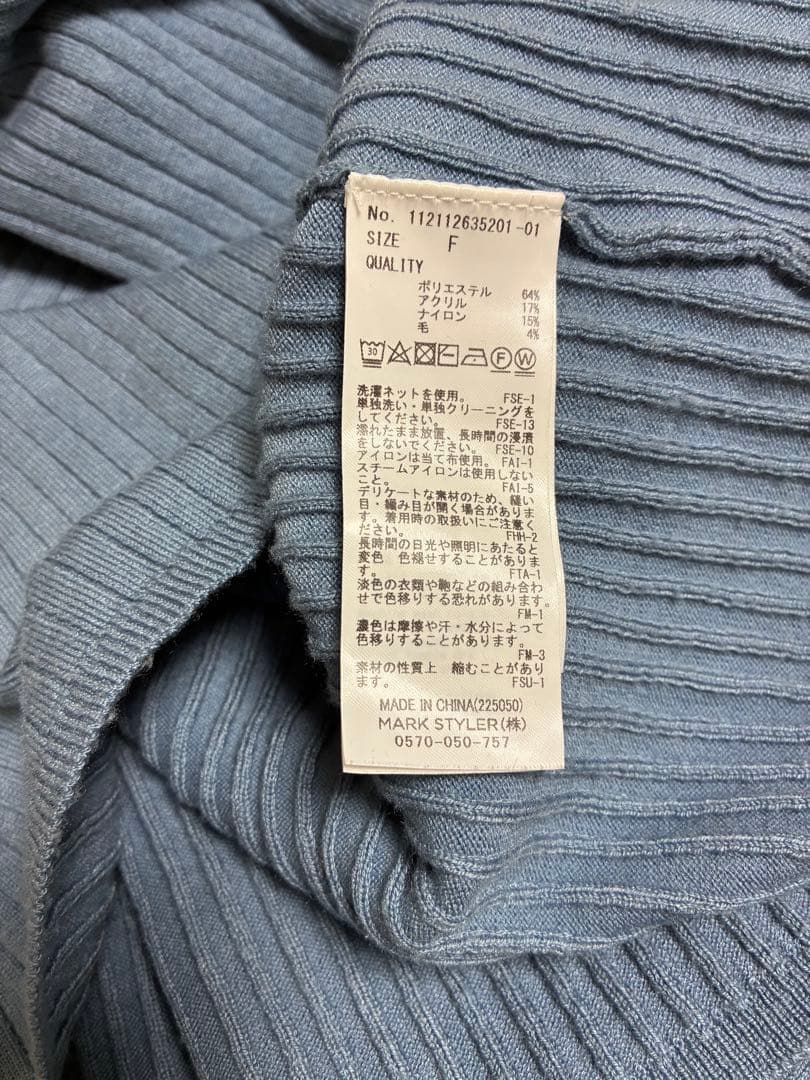 No. 112112635201-01
SIZE F
QUALITY
ポリエステル 64%
アクリル 17%
ナイロン 15%
毛 4%
30 F W
洗濯ネットを使用。 FSE-1
単独洗い・単独クリーニングを
してください。 FSE-13
濡れたまま放置、長時間の浸漬
をしないでください。 FSE-10
アイロンは当て布使用。 FAI-1
スチームアイロンは使用しない
こと。 FAI-5
デリケートな素材のため、縫い
目・編み目が開く場合がありま
す。着用時の取扱いにご注意く
ださい。 FHH-2
長時間の日光や照明にあたると
変色 色褪せすることがありま
す。 FTA-1
淡色の衣類や鞄などの組み合わ
せで色移りする恐れがあります。
FM-1
濃色は摩擦や汗・水分によって
色移りすることがあります。
FM-3
素材の性質上 縮むことがあり
ます。 FSU-1
MADE IN CHINA(225050)
MARK STYLER(株)
0570-050-757